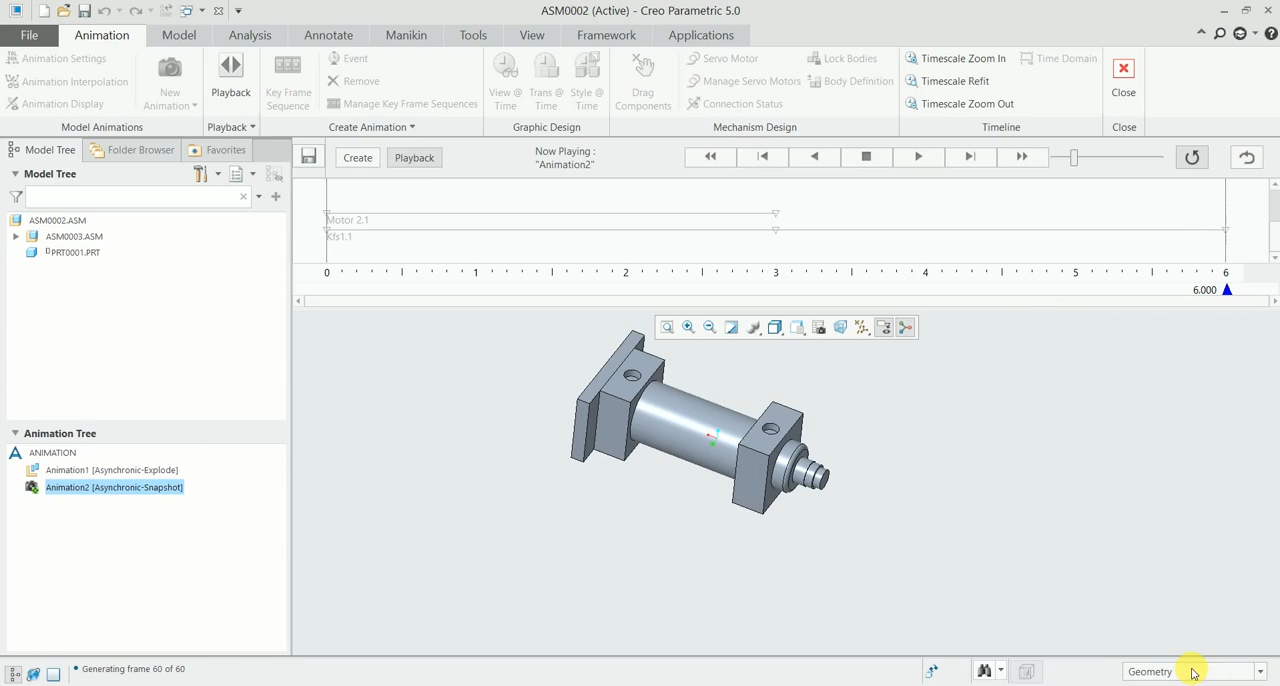 ASM0002 (Active) - Creo Parametric 5.0
File Animation Model Analysis Annotate Manikin Tools View Framework Applications
Animation Settings
Animation Interpolation
Animation Display
New Animation
Model Animations
Playback
Playback
Key Frame Sequence
Event
Remove
Manage Key Frame Sequences
Create Animation
View @ Time
Trans @ Time
Style @ Time
Graphic Design
Drag Components
Servo Motor
Manage Servo Motors
Connection Status
Lock Bodies
Body Definition
Mechanism Design
Timescale Zoom In
Timescale Refit
Timescale Zoom Out
Time Domain
Timeline
Close
Close
Model Tree Folder Browser Favorites
Create Playback
Now Playing :
"Animation2"
Model Tree
Motor 2.1
Kfs1.1
0 1 2 3 4 5 6
6.000
ASM0002.ASM
ASM0003.ASM
PRT0001.PRT
Animation Tree
ANIMATION
Animation1 [Asynchronic-Explode]
Animation2 [Asynchronic-Snapshot]
Generating frame 60 of 60
Geometry